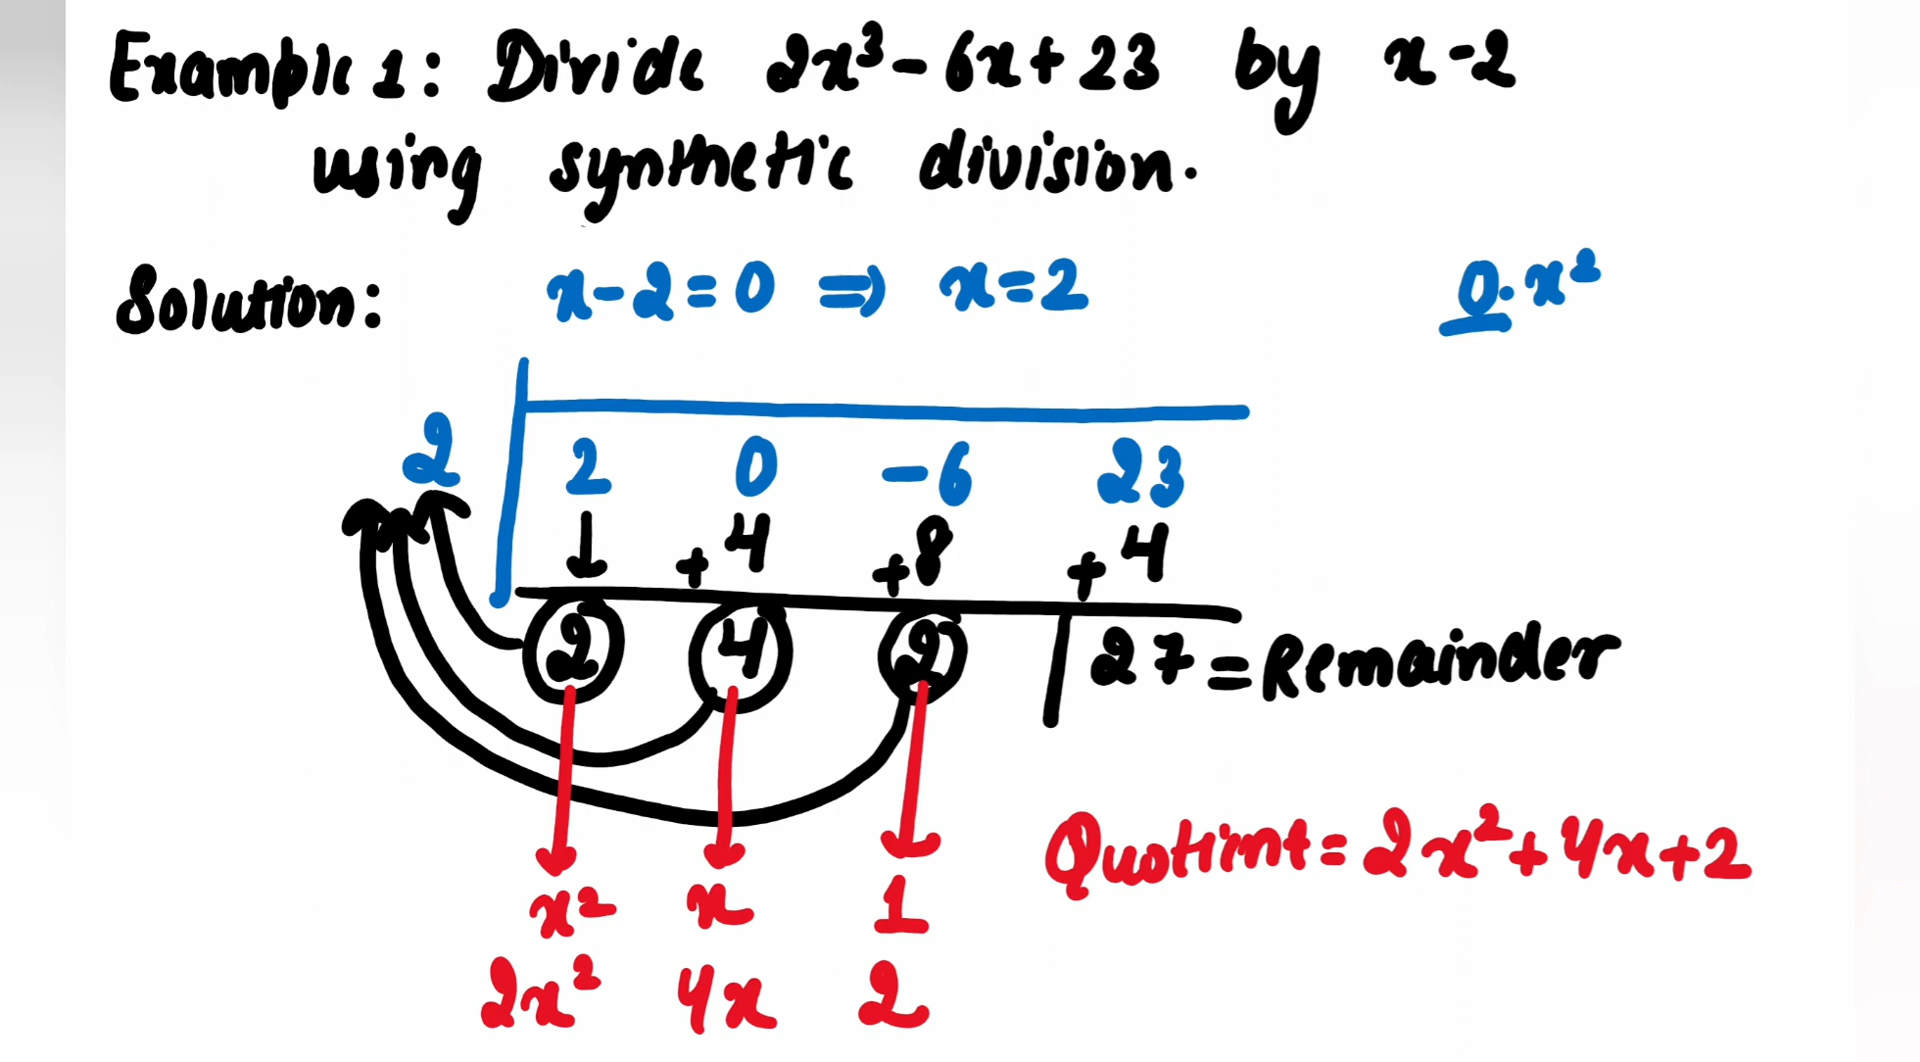 Example 1: Divide 2x³ - 6x + 23 by x - 2
using synthetic division.
Solution: x - 2 = 0 ⇒ x = 2 0·x²
2 2 0 -6 23
↓ +4 +8 +4
2 4 2 27 = Remainder
Quotient = 2x² + 4x + 2
x² x 1
2x² 4x 2